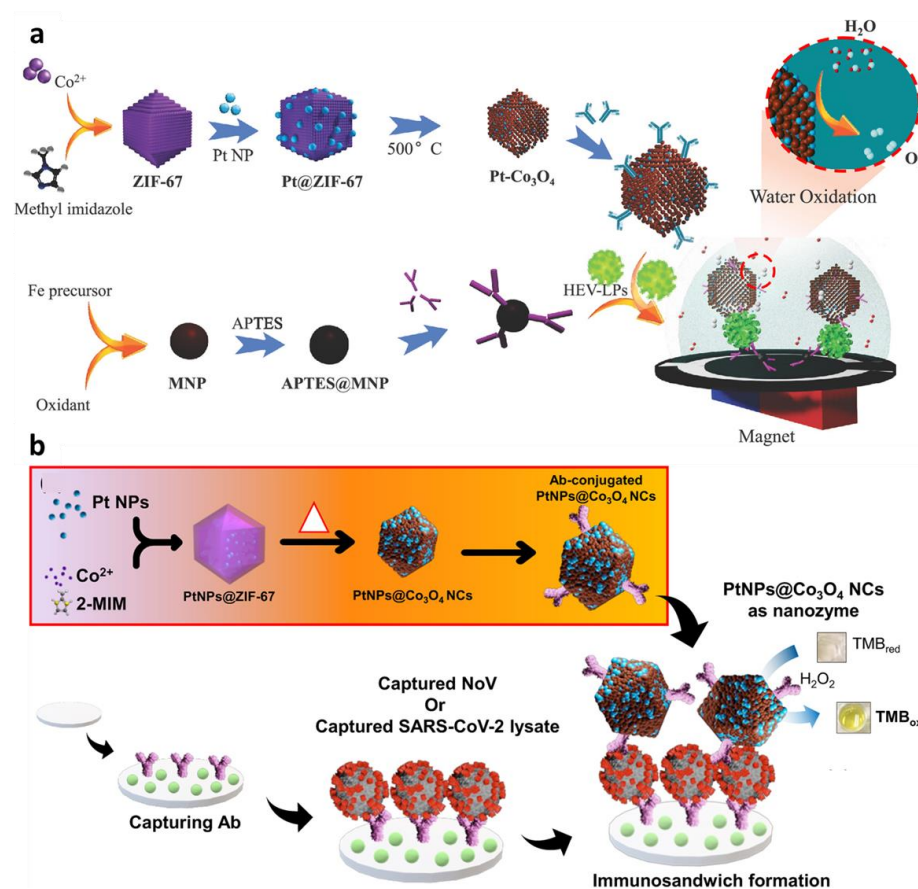 a
Co²⁺
Methyl imidazole
ZIF-67
Pt NP
Pt@ZIF-67
500° C
Pt-Co₃O₄
H₂O
O
Water Oxidation
Fe precursor
Oxidant
MNP
APTES
APTES@MNP
HEV-LPs
Magnet
b
Pt NPs
Co²⁺
2-MIM
PtNPs@ZIF-67
PtNPs@Co₃O₄ NCs
Ab-conjugated
PtNPs@Co₃O₄ NCs
PtNPs@Co₃O₄ NCs
as nanozyme
TMBred
H₂O₂
TMBox
Capturing Ab
Captured NoV
Or
Captured SARS-CoV-2 lysate
Immunosandwich formation